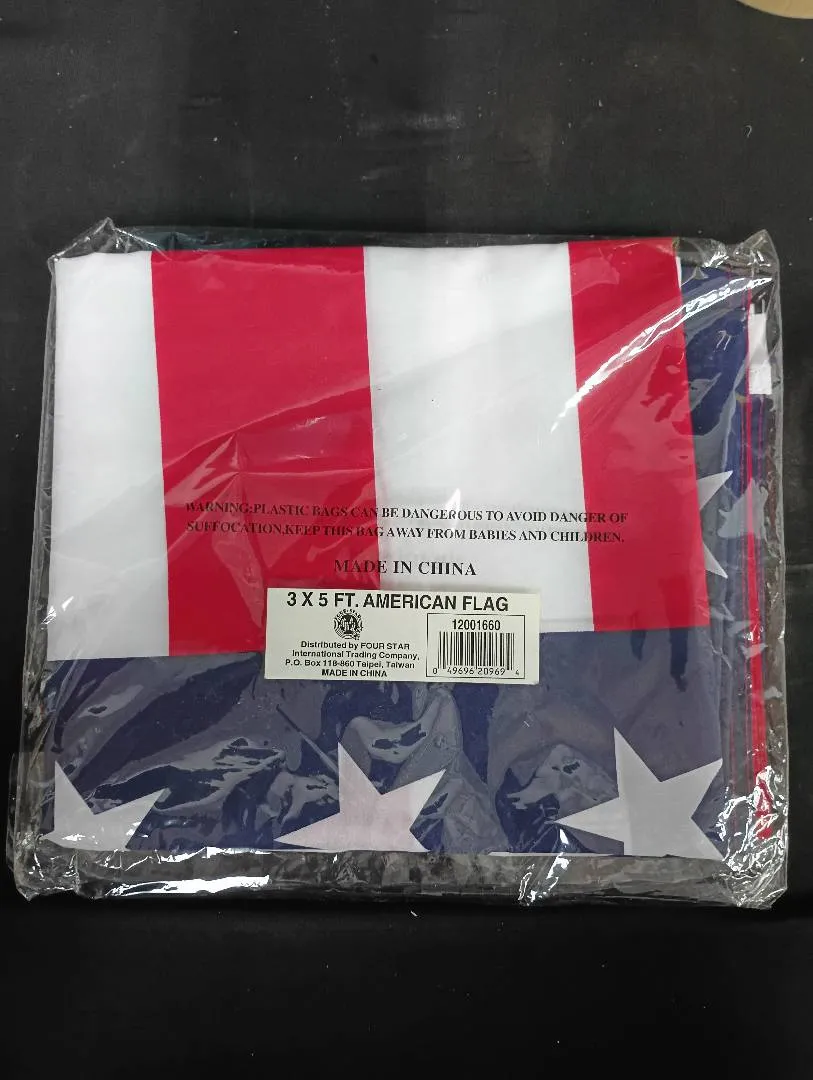 WARNING:PLASTIC BAGS CAN BE DANGEROUS TO AVOID DANGER OF
SUFFOCATION,KEEP THIS BAG AWAY FROM BABIES AND CHILDREN.
MADE IN CHINA
3 X 5 FT. AMERICAN FLAG
Distributed by FOUR STAR
International Trading Company,
P.O. Box 118-860 Taipei, Taiwan
MADE IN CHINA
12001660
0 49696 20969 4